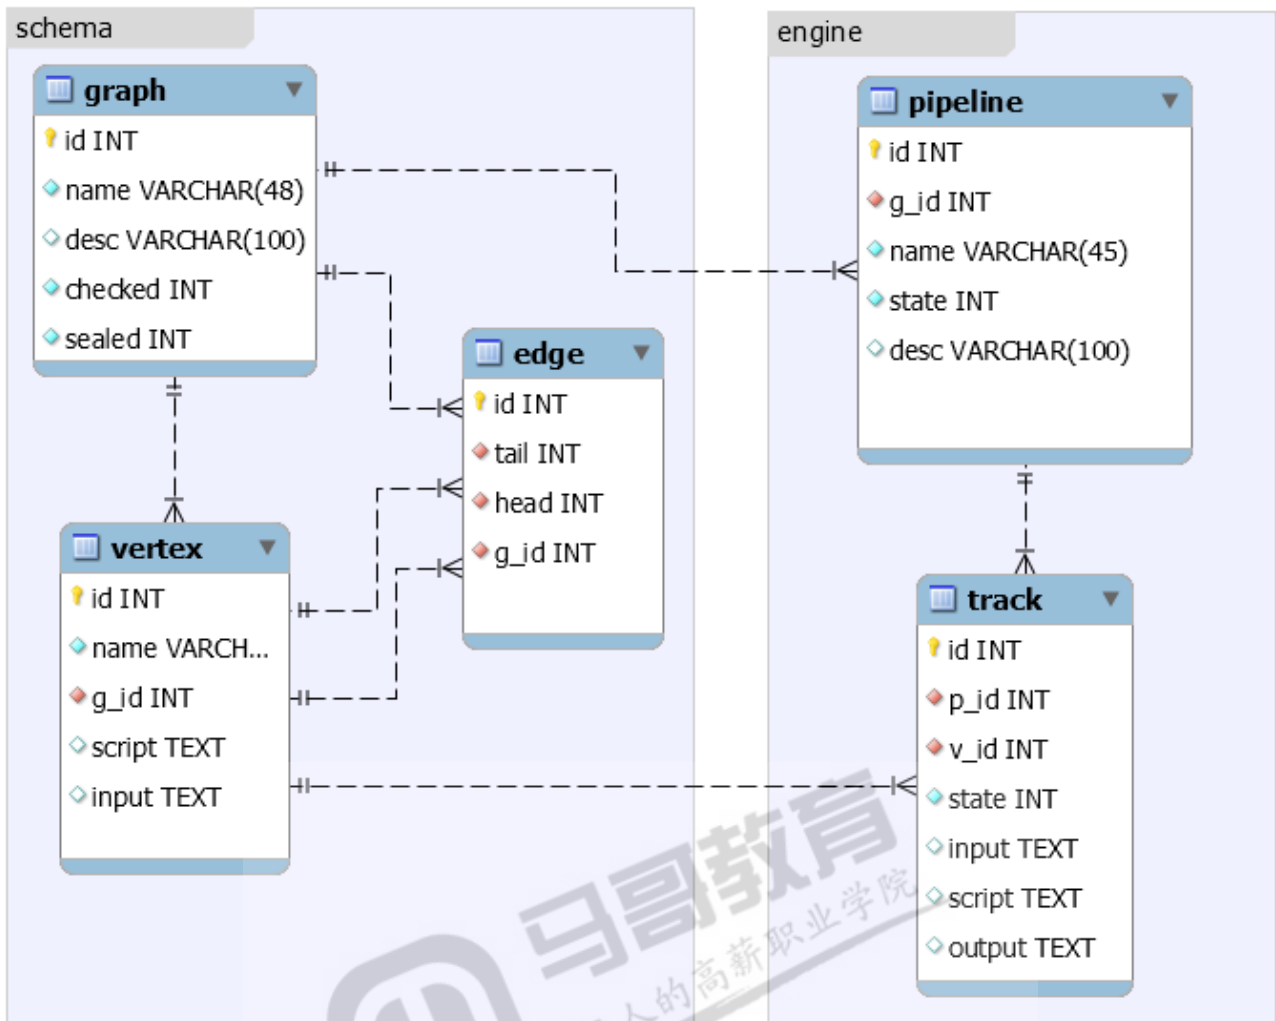 schema
graph
id INT
name VARCHAR(48)
desc VARCHAR(100)
checked INT
sealed INT
edge
id INT
tail INT
head INT
g_id INT
vertex
id INT
name VARCH...
g_id INT
script TEXT
input TEXT
engine
pipeline
id INT
g_id INT
name VARCHAR(45)
state INT
desc VARCHAR(100)
track
id INT
p_id INT
v_id INT
state INT
input TEXT
script TEXT
output TEXT
马哥教育
人的高薪职业学院